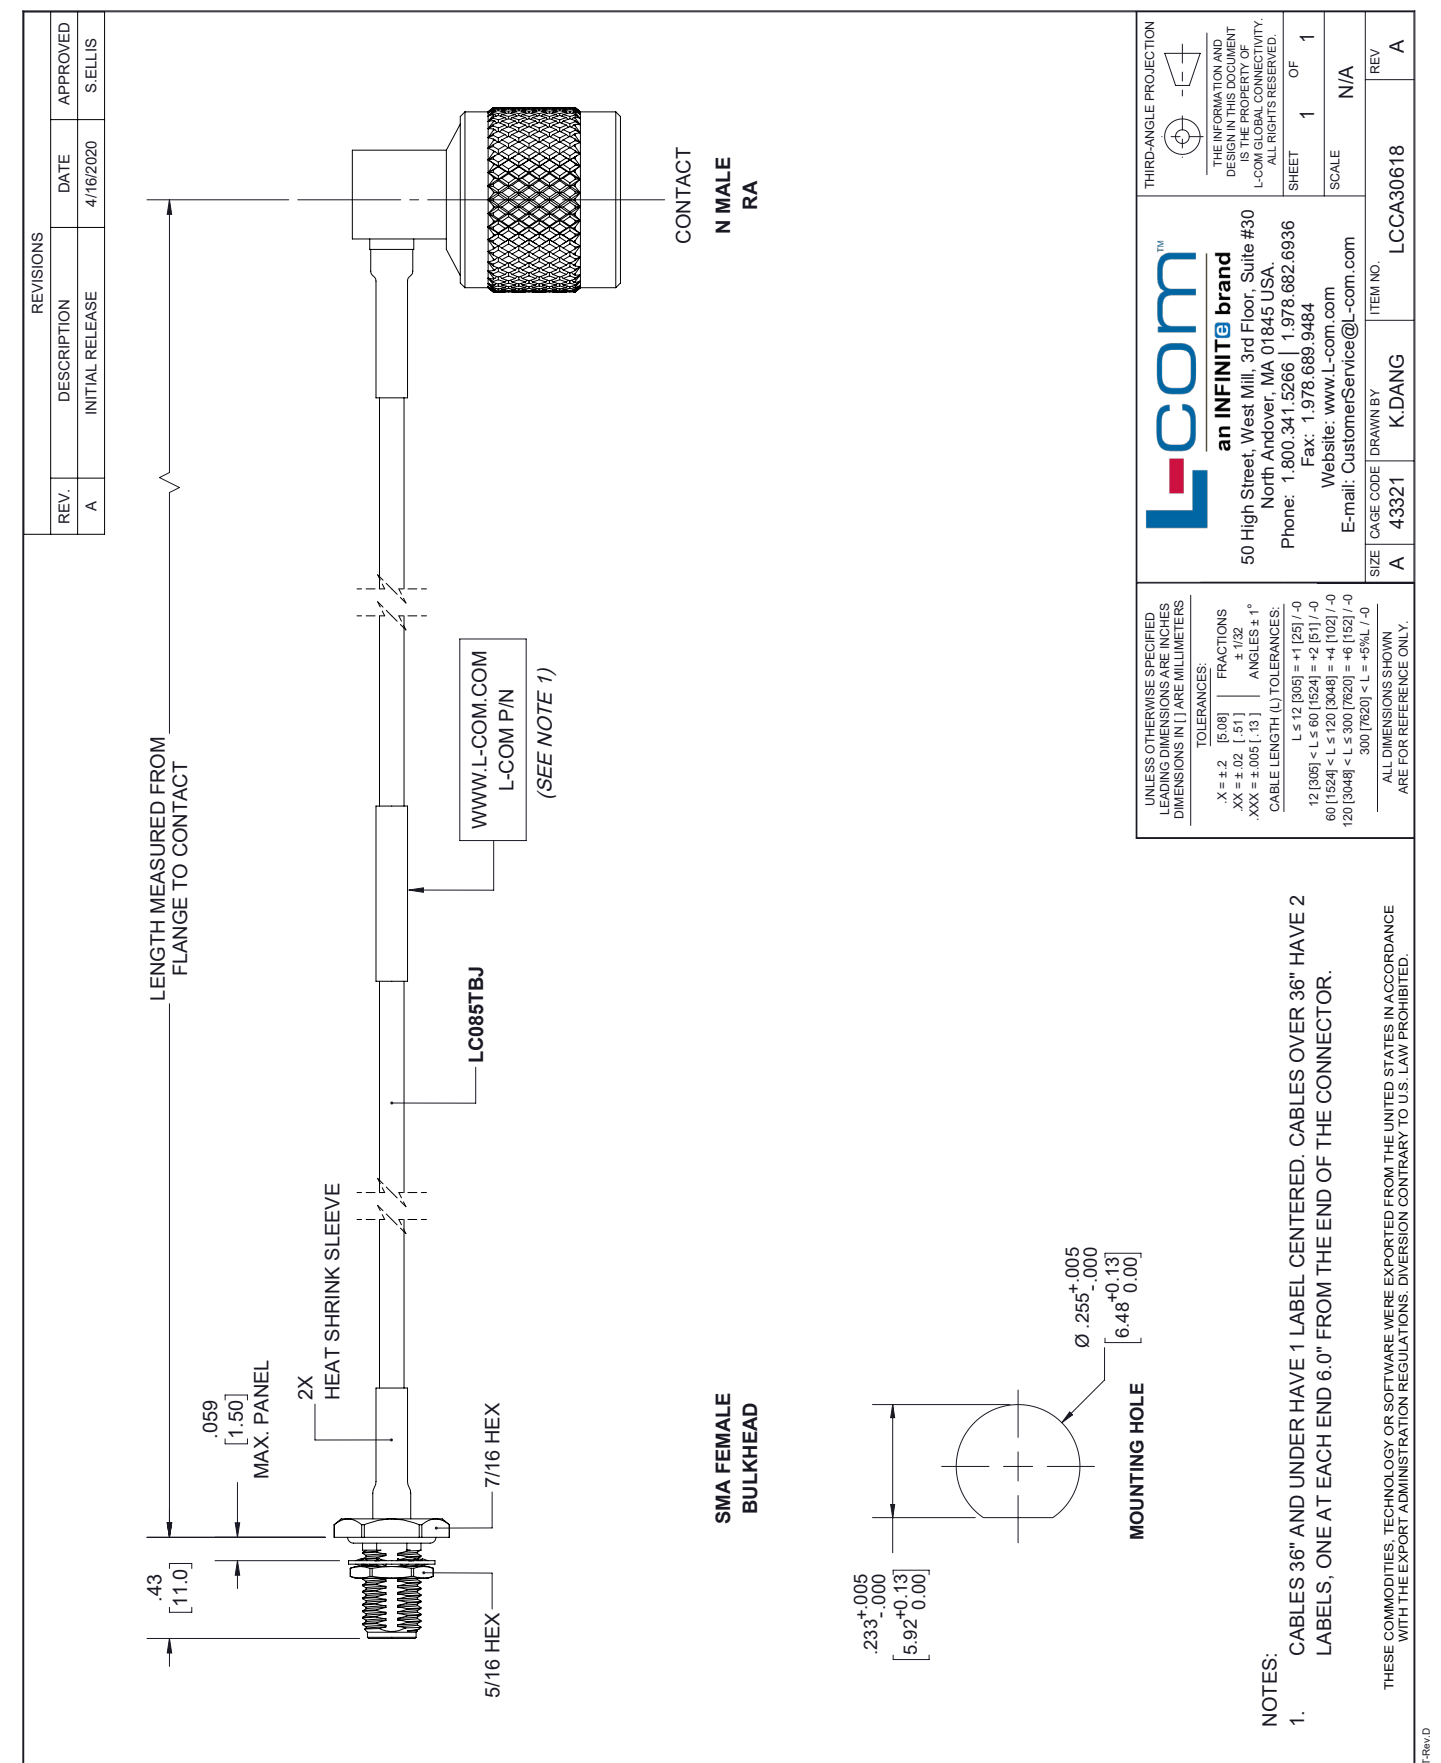 REVISIONS
REV. DESCRIPTION DATE APPROVED
A INITIAL RELEASE 4/16/2020 S.ELLIS
LENGTH MEASURED FROM
FLANGE TO CONTACT
.43
[11.0]
.059
[1.50]
MAX. PANEL
2X
HEAT SHRINK SLEEVE
5/16 HEX
7/16 HEX
LC085TBJ
WWW.L-COM.COM
L-COM P/N
(SEE NOTE 1)
CONTACT
N MALE
RA
SMA FEMALE
BULKHEAD
.233 +.005 -.000
[5.92 +0.13 0.00]
Ø .255 +.005 -.000
[6.48 +0.13 0.00]
MOUNTING HOLE
NOTES:
1. CABLES 36" AND UNDER HAVE 1 LABEL CENTERED. CABLES OVER 36" HAVE 2
LABELS, ONE AT EACH END 6.0" FROM THE END OF THE CONNECTOR.
THESE COMMODITIES, TECHNOLOGY OR SOFTWARE WERE EXPORTED FROM THE UNITED STATES IN ACCORDANCE
WITH THE EXPORT ADMINISTRATION REGULATIONS. DIVERSION CONTRARY TO U.S. LAW PROHIBITED.
UNLESS OTHERWISE SPECIFIED
LEADING DIMENSIONS ARE INCHES
DIMENSIONS IN [ ] ARE MILLIMETERS
TOLERANCES:
.X = ±.2 [5.08] FRACTIONS
.XX = ±.02 [.51] ± 1/32
.XXX = ±.005 [.13] ANGLES ± 1°
CABLE LENGTH (L) TOLERANCES:
L ≤ 12 [305] = +1 [25] / -0
12 [305] < L ≤ 60 [1524] = +2 [51] / -0
60 [1524] < L ≤ 120 [3048] = +4 [102] / -0
120 [3048] < L ≤ 300 [7620] = +6 [152] / -0
300 [7620] < L = +5%L / -0
ALL DIMENSIONS SHOWN
ARE FOR REFERENCE ONLY.
L-com™
an INFINITe brand
50 High Street, West Mill, 3rd Floor, Suite #30
North Andover, MA 01845 USA.
Phone: 1.800.341.5266 | 1.978.682.6936
Fax: 1.978.689.9484
Website: www.L-com.com
E-mail: CustomerService@L-com.com
THIRD-ANGLE PROJECTION
THE INFORMATION AND
DESIGN IN THIS DOCUMENT
IS THE PROPERTY OF
L-COM GLOBAL CONNECTIVITY.
ALL RIGHTS RESERVED.
SHEET 1 OF 1
SCALE N/A
SIZE A
CAGE CODE 43321
DRAWN BY K.DANG
ITEM NO. LCCA30618
REV A
T-Rev.D